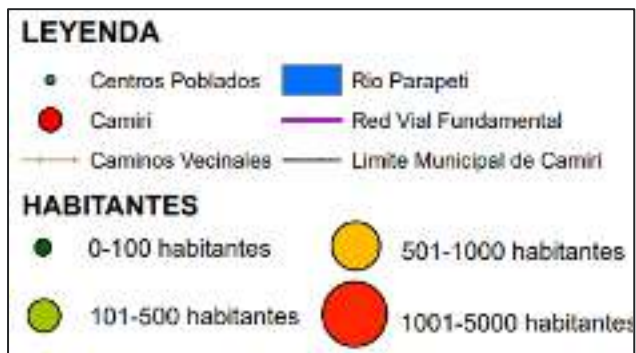 LEYENDA
Centros Poblados
Rio Parapeti
Camiri
Red Vial Fundamental
Caminos Vecinales
Limite Municipal de Camiri
HABITANTES
0-100 habitantes
501-1000 habitantes
101-500 habitantes
1001-5000 habitantes